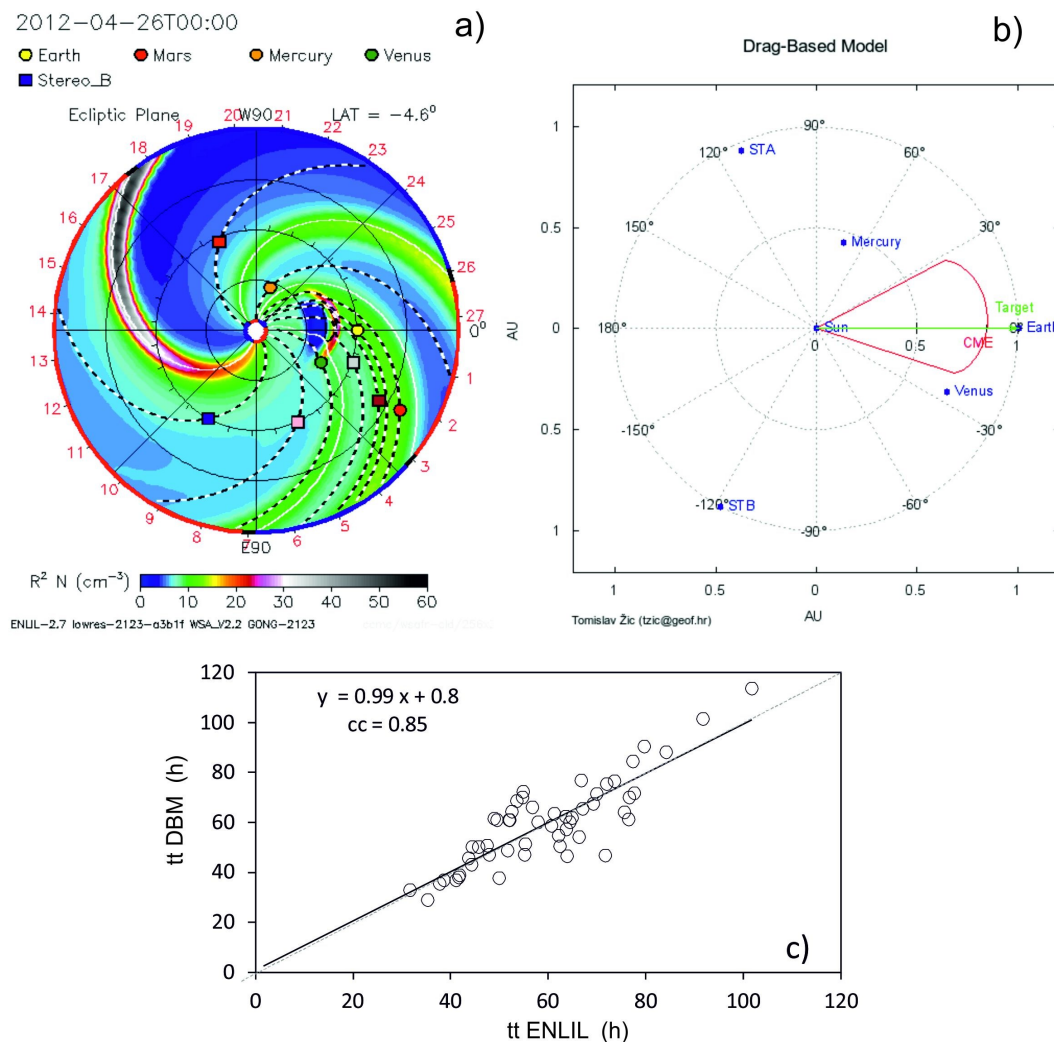 2012-04-26T00:00
a)
Earth Mars Mercury Venus
Stereo_B
Ecliptic Plane W90 LAT = -4.6°
20 21
19 22
18 23
17 24
16 25
15 26
14 27
0°
13 1
12 2
11 3
10 4
9 5
8 7 6
E90
R² N (cm⁻³)
0 10 20 30 40 50 60
ENLIL-2.7 lowres-2123-a3b1f WSA_V2.2 GONG-2123
b)
Drag-Based Model
1 90°
120° STA 60°
150° 0.5 Mercury 30°
Target
AU 0 180° Sun 0 0.5 1 Earth
CME
Venus
0.5 -150° -30°
-120° STB -60°
1 -90°
1 0.5 0 0.5 1
AU
Tomislav Žic (tzic@geof.hr)
y = 0.99 x + 0.8
cc = 0.85
tt DBM (h)
120
100
80
60
40
20
0
c)
0 20 40 60 80 100 120
tt ENLIL (h)